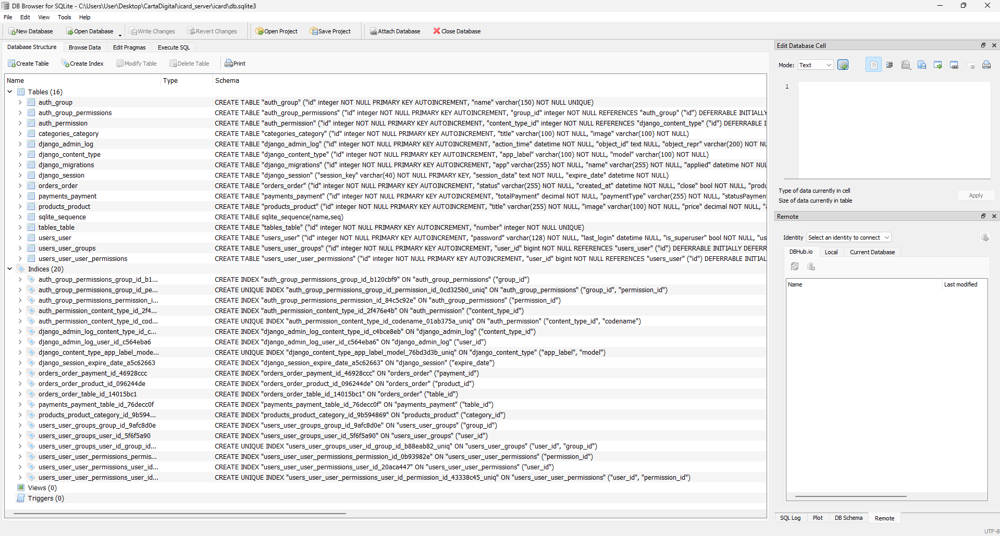 DB Browser for SQLite - C:\Users\User\Desktop\CartaDigital\icard_server\icard\db.sqlite3
File Edit View Tools Help
New Database Open Database Write Changes Revert Changes Open Project Save Project Attach Database Close Database
Database Structure Browse Data Edit Pragmas Execute SQL
Create Table Create Index Modify Table Delete Table Print
Name Type Schema
Tables (16)
auth_group CREATE TABLE "auth_group" ("id" integer NOT NULL PRIMARY KEY AUTOINCREMENT, "name" varchar(150) NOT NULL UNIQUE)
auth_group_permissions CREATE TABLE "auth_group_permissions" ("id" integer NOT NULL PRIMARY KEY AUTOINCREMENT, "group_id" integer NOT NULL REFERENCES "auth_group" ("id") DEFERRABLE INITIALLY
auth_permission CREATE TABLE "auth_permission" ("id" integer NOT NULL PRIMARY KEY AUTOINCREMENT, "content_type_id" integer NOT NULL REFERENCES "django_content_type" ("id") DEFERRABLE I
categories_category CREATE TABLE "categories_category" ("id" integer NOT NULL PRIMARY KEY AUTOINCREMENT, "title" varchar(100) NOT NULL, "image" varchar(100) NOT NULL)
django_admin_log CREATE TABLE "django_admin_log" ("id" integer NOT NULL PRIMARY KEY AUTOINCREMENT, "action_time" datetime NOT NULL, "object_id" text NULL, "object_repr" varchar(200) NOT NU
django_content_type CREATE TABLE "django_content_type" ("id" integer NOT NULL PRIMARY KEY AUTOINCREMENT, "app_label" varchar(100) NOT NULL, "model" varchar(100) NOT NULL)
django_migrations CREATE TABLE "django_migrations" ("id" integer NOT NULL PRIMARY KEY AUTOINCREMENT, "app" varchar(255) NOT NULL, "name" varchar(255) NOT NULL, "applied" datetime NOT NUL
django_session CREATE TABLE "django_session" ("session_key" varchar(40) NOT NULL PRIMARY KEY, "session_data" text NOT NULL, "expire_date" datetime NOT NULL)
orders_order CREATE TABLE "orders_order" ("id" integer NOT NULL PRIMARY KEY AUTOINCREMENT, "status" varchar(255) NOT NULL, "created_at" datetime NOT NULL, "close" bool NOT NULL, "produ
payments_payment CREATE TABLE "payments_payment" ("id" integer NOT NULL PRIMARY KEY AUTOINCREMENT, "totalPayment" decimal NOT NULL, "paymentType" varchar(255) NOT NULL, "statusPaymen
products_product CREATE TABLE "products_product" ("id" integer NOT NULL PRIMARY KEY AUTOINCREMENT, "title" varchar(255) NOT NULL, "image" varchar(100) NOT NULL, "price" decimal NOT NULL, "a
sqlite_sequence CREATE TABLE sqlite_sequence(name,seq)
tables_table CREATE TABLE "tables_table" ("id" integer NOT NULL PRIMARY KEY AUTOINCREMENT, "number" integer NOT NULL UNIQUE)
users_user CREATE TABLE "users_user" ("id" integer NOT NULL PRIMARY KEY AUTOINCREMENT, "password" varchar(128) NOT NULL, "last_login" datetime NULL, "is_superuser" bool NOT NULL, "us
users_user_groups CREATE TABLE "users_user_groups" ("id" integer NOT NULL PRIMARY KEY AUTOINCREMENT, "user_id" bigint NOT NULL REFERENCES "users_user" ("id") DEFERRABLE INITIALLY DEFERR
users_user_user_permissions CREATE TABLE "users_user_user_permissions" ("id" integer NOT NULL PRIMARY KEY AUTOINCREMENT, "user_id" bigint NOT NULL REFERENCES "users_user" ("id") DEFERRABLE INITIAL
Indices (20)
auth_group_permissions_group_id_b1... CREATE INDEX "auth_group_permissions_group_id_b120cbf9" ON "auth_group_permissions" ("group_id")
auth_group_permissions_group_id_pe... CREATE UNIQUE INDEX "auth_group_permissions_group_id_permission_id_0cd325b0_uniq" ON "auth_group_permissions" ("group_id", "permission_id")
auth_group_permissions_permission_i... CREATE INDEX "auth_group_permissions_permission_id_84c5c92e" ON "auth_group_permissions" ("permission_id")
auth_permission_content_type_id_2f4... CREATE INDEX "auth_permission_content_type_id_2f476e4b" ON "auth_permission" ("content_type_id")
auth_permission_content_type_id_cod... CREATE UNIQUE INDEX "auth_permission_content_type_id_codename_01ab375a_uniq" ON "auth_permission" ("content_type_id", "codename")
django_admin_log_content_type_id_c... CREATE INDEX "django_admin_log_content_type_id_c4bce8eb" ON "django_admin_log" ("content_type_id")
django_admin_log_user_id_c564eba6 CREATE INDEX "django_admin_log_user_id_c564eba6" ON "django_admin_log" ("user_id")
django_content_type_app_label_mode... CREATE UNIQUE INDEX "django_content_type_app_label_model_76bd3d3b_uniq" ON "django_content_type" ("app_label", "model")
django_session_expire_date_a5c62663 CREATE INDEX "django_session_expire_date_a5c62663" ON "django_session" ("expire_date")
orders_order_payment_id_46928ccc CREATE INDEX "orders_order_payment_id_46928ccc" ON "orders_order" ("payment_id")
orders_order_product_id_096244de CREATE INDEX "orders_order_product_id_096244de" ON "orders_order" ("product_id")
orders_order_table_id_14015bc1 CREATE INDEX "orders_order_table_id_14015bc1" ON "orders_order" ("table_id")
payments_payment_table_id_76decc0f CREATE INDEX "payments_payment_table_id_76decc0f" ON "payments_payment" ("table_id")
products_product_category_id_9b594... CREATE INDEX "products_product_category_id_9b594869" ON "products_product" ("category_id")
users_user_groups_group_id_9afc8d0e CREATE INDEX "users_user_groups_group_id_9afc8d0e" ON "users_user_groups" ("group_id")
users_user_groups_user_id_5f6f5a90 CREATE INDEX "users_user_groups_user_id_5f6f5a90" ON "users_user_groups" ("user_id")
users_user_groups_user_id_group_id... CREATE UNIQUE INDEX "users_user_groups_user_id_group_id_b88eab82_uniq" ON "users_user_groups" ("user_id", "group_id")
users_user_user_permissions_permis... CREATE INDEX "users_user_user_permissions_permission_id_0b93982e" ON "users_user_user_permissions" ("permission_id")
users_user_user_permissions_user_id... CREATE INDEX "users_user_user_permissions_user_id_20aca447" ON "users_user_user_permissions" ("user_id")
users_user_user_permissions_user_id... CREATE UNIQUE INDEX "users_user_user_permissions_user_id_permission_id_43338c45_uniq" ON "users_user_user_permissions" ("user_id", "permission_id")
Views (0)
Triggers (0)
Edit Database Cell
Mode: Text
1
Type of data currently in cell
Size of data currently in table
Apply
Remote
Identity Select an identity to connect
DBHub.io Local Current Database
Name Last modified
SQL Log Plot DB Schema Remote
UTF-8